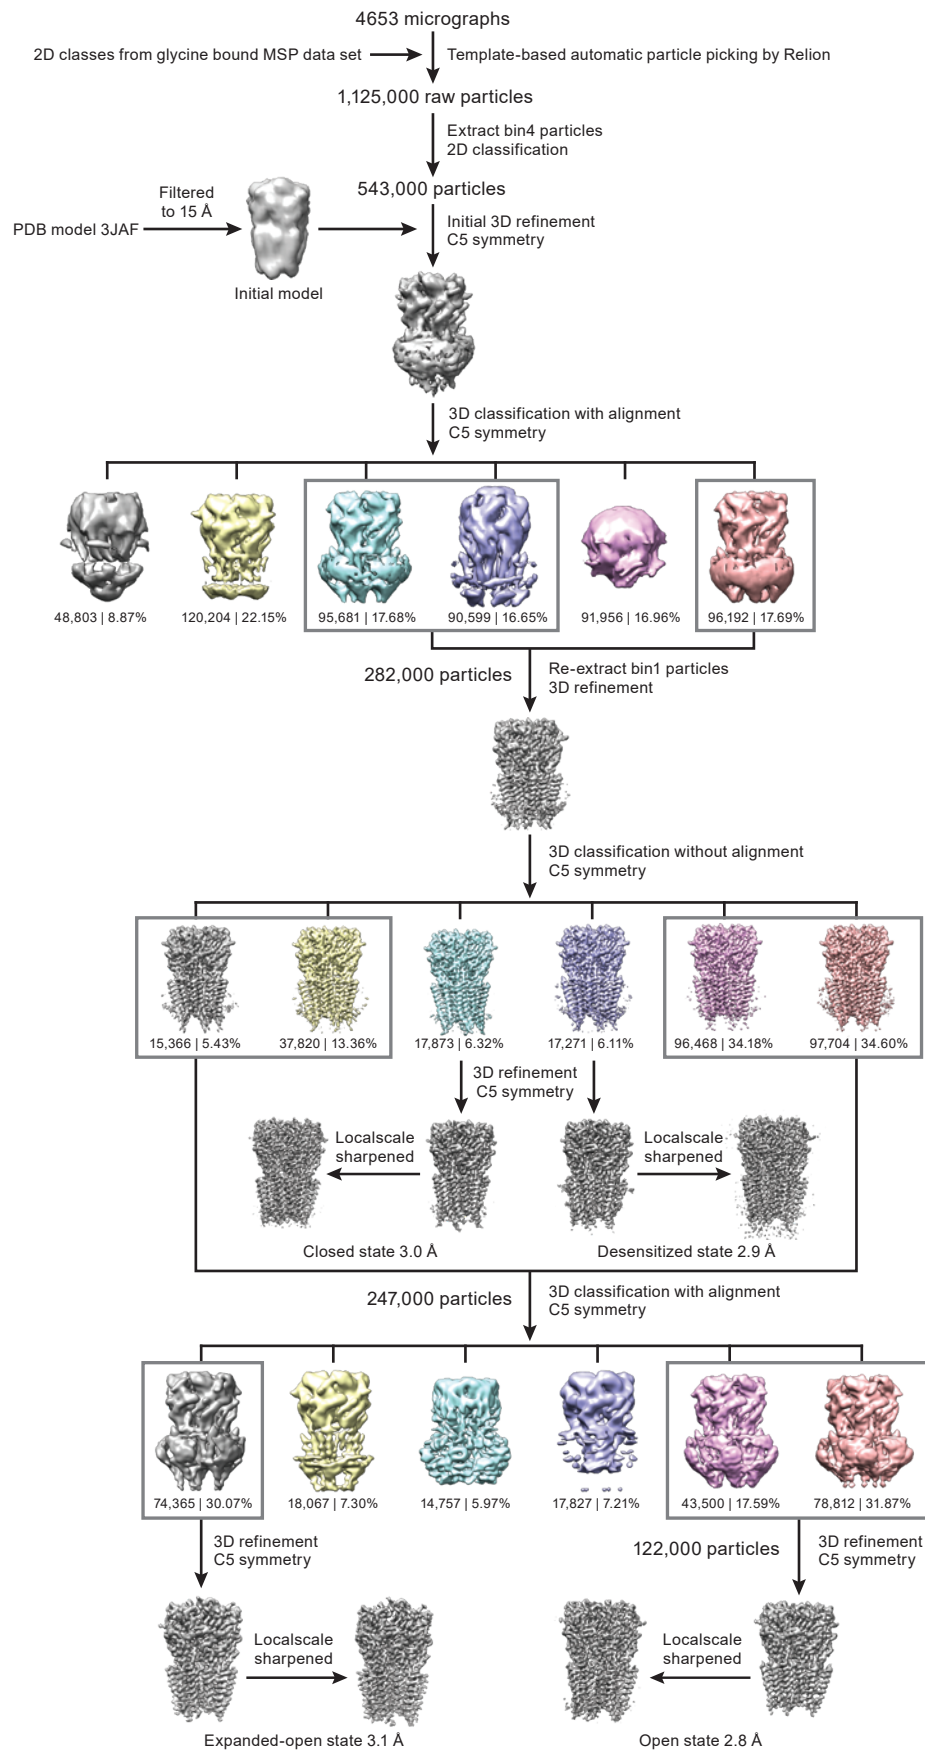 4653 micrographs
2D classes from glycine bound MSP data set
Template-based automatic particle picking by Relion
1,125,000 raw particles
Extract bin4 particles
2D classification
543,000 particles
Filtered
to 15 Å
PDB model 3JAF
Initial 3D refinement
C5 symmetry
Initial model
3D classification with alignment
C5 symmetry
48,803 | 8.87%
120,204 | 22.15%
95,681 | 17.68%
90,599 | 16.65%
91,956 | 16.96%
96,192 | 17.69%
282,000 particles
Re-extract bin1 particles
3D refinement
3D classification without alignment
C5 symmetry
15,366 | 5.43%
37,820 | 13.36%
17,873 | 6.32%
17,271 | 6.11%
96,468 | 34.18%
97,704 | 34.60%
3D refinement
C5 symmetry
Localscale
sharpened
Localscale
sharpened
Closed state 3.0 Å
Desensitized state 2.9 Å
247,000 particles
3D classification with alignment
C5 symmetry
74,365 | 30.07%
18,067 | 7.30%
14,757 | 5.97%
17,827 | 7.21%
43,500 | 17.59%
78,812 | 31.87%
3D refinement
C5 symmetry
122,000 particles
3D refinement
C5 symmetry
Localscale
sharpened
Localscale
sharpened
Expanded-open state 3.1 Å
Open state 2.8 Å